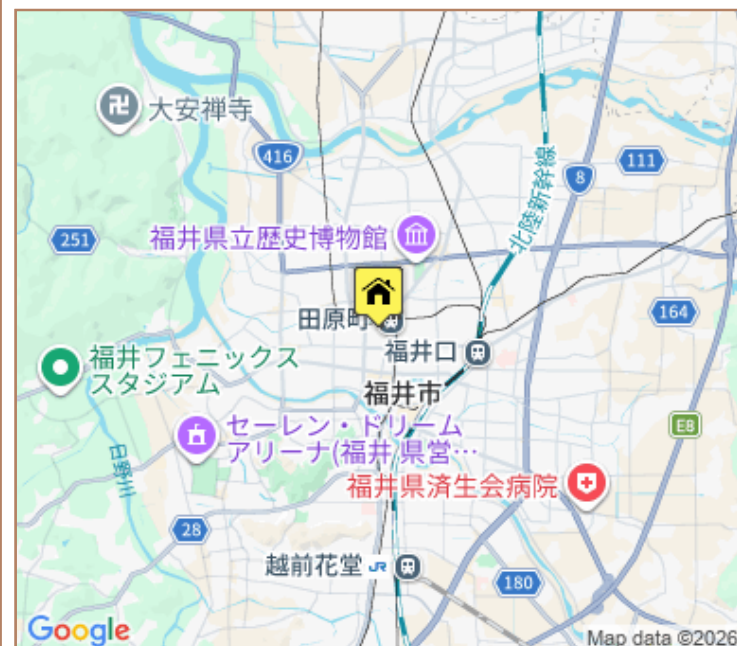 大安禅寺
416
111
8
北陸新幹線
251
福井県立歴史博物館
田原町
164
福井口
福井フェニックス
スタジアム
福井市
セーレン・ドリーム
アリーナ(福井 県営…
E8
日野川
福井県済生会病院
28
越前花堂 JR
180
Google
Map data ©2026